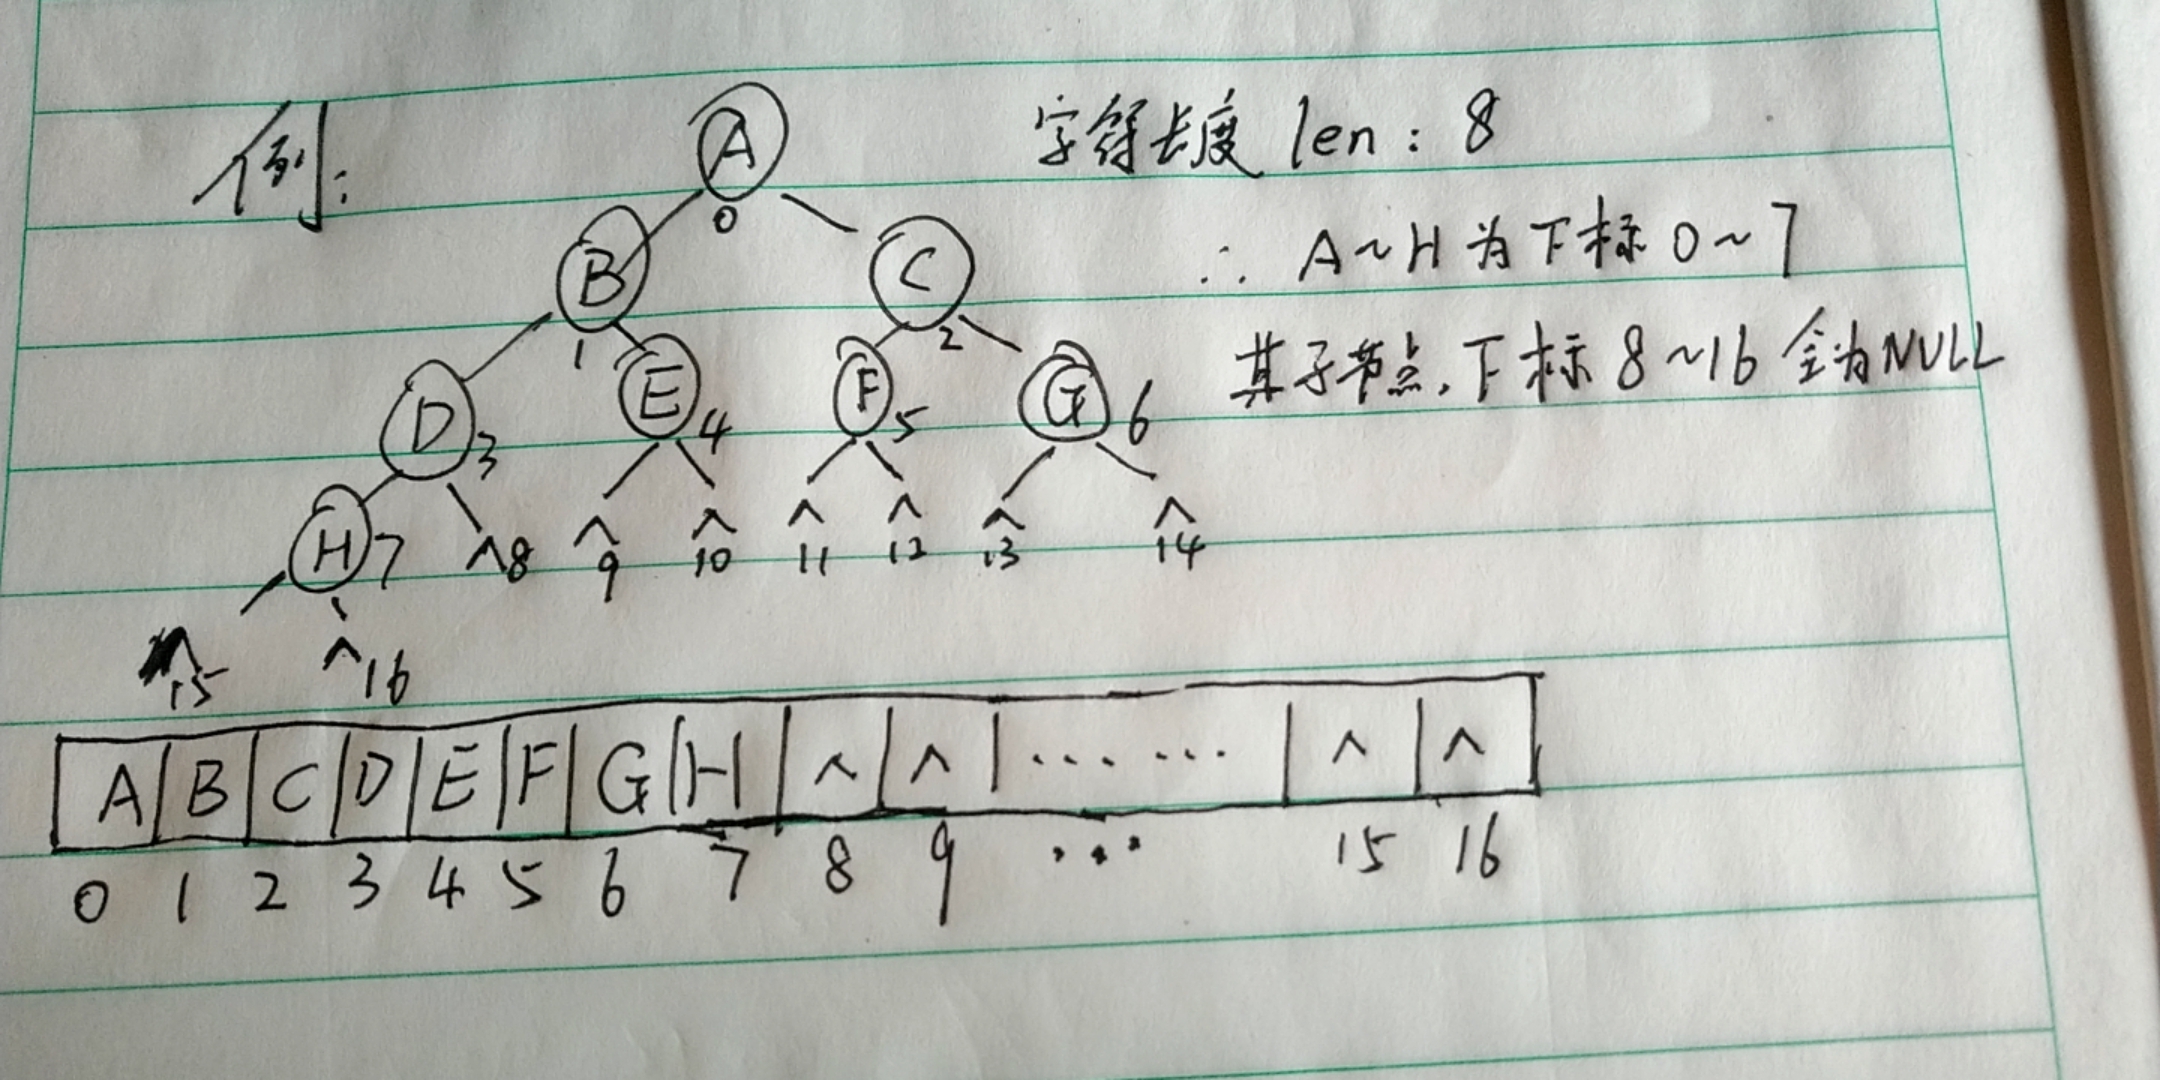 例:
A
0
字符长度 len : 8
B
1
C
2
∴ A~H 为下标 0~7
D
3
E
4
F
5
G
6
其子节点,下标 8~16 全为NULL
H
7
^8
^
9
^
10
^
11
^
12
^
13
^
14
^
15
^16
A B C D E F G H ^ ^ ...... ^ ^
0 1 2 3 4 5 6 7 8 9 ... 15 16